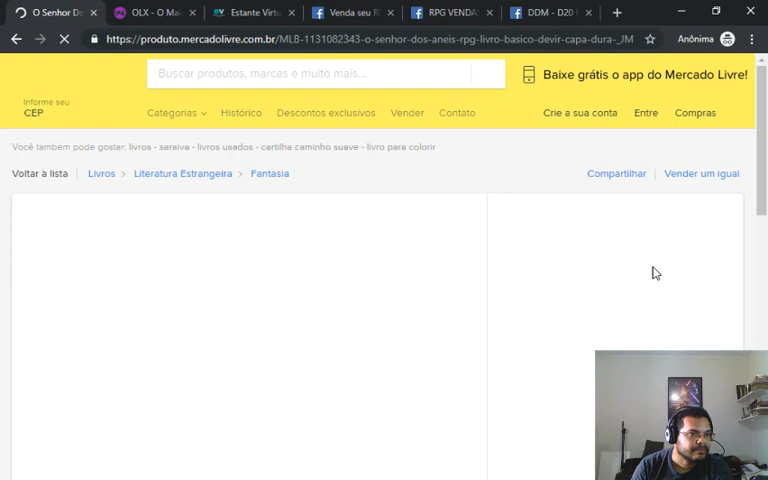 O Senhor Do
OLX - O Ma
Estante Virtu
Venda seu R
RPG VENDAS
DDM - D20
https://produto.mercadolivre.com.br/MLB-1131082343-o-senhor-dos-aneis-rpg-livro-basico-devir-capa-dura-_JM
Anônima
Buscar produtos, marcas e muito mais...
Baixe grátis o app do Mercado Livre!
Informe seu
CEP
Categorias
Histórico
Descontos exclusivos
Vender
Contato
Crie a sua conta
Entre
Compras
Você também pode gostar: livros - saraiva - livros usados - cartilha caminho suave - livro para colorir
Voltar à lista
Livros > Literatura Estrangeira > Fantasia
Compartilhar
Vender um igual